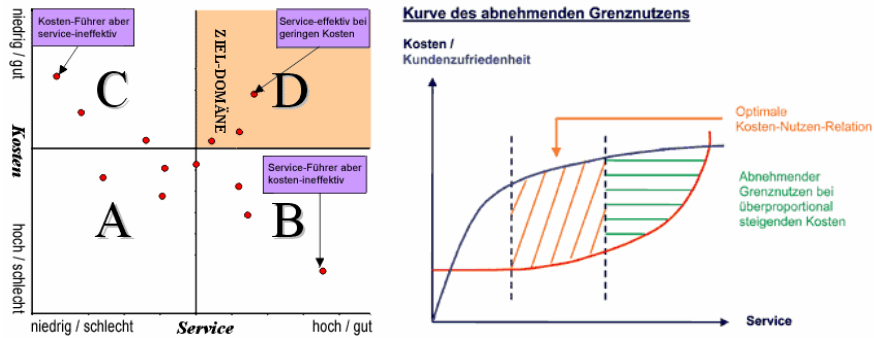 niedrig / gut
Kosten
hoch / schlecht
Kosten-Führer aber
service-ineffektiv
Service-effektiv bei
geringen Kosten
ZIEL-DOMÄNE
C
D
Service-Führer aber
kosten-ineffektiv
A
B
niedrig / schlecht
Service
hoch / gut
Kurve des abnehmenden Grenznutzens
Kosten /
Kundenzufriedenheit
Optimale
Kosten-Nutzen-Relation
Abnehmender
Grenznutzen bei
überproportional
steigenden Kosten
Service